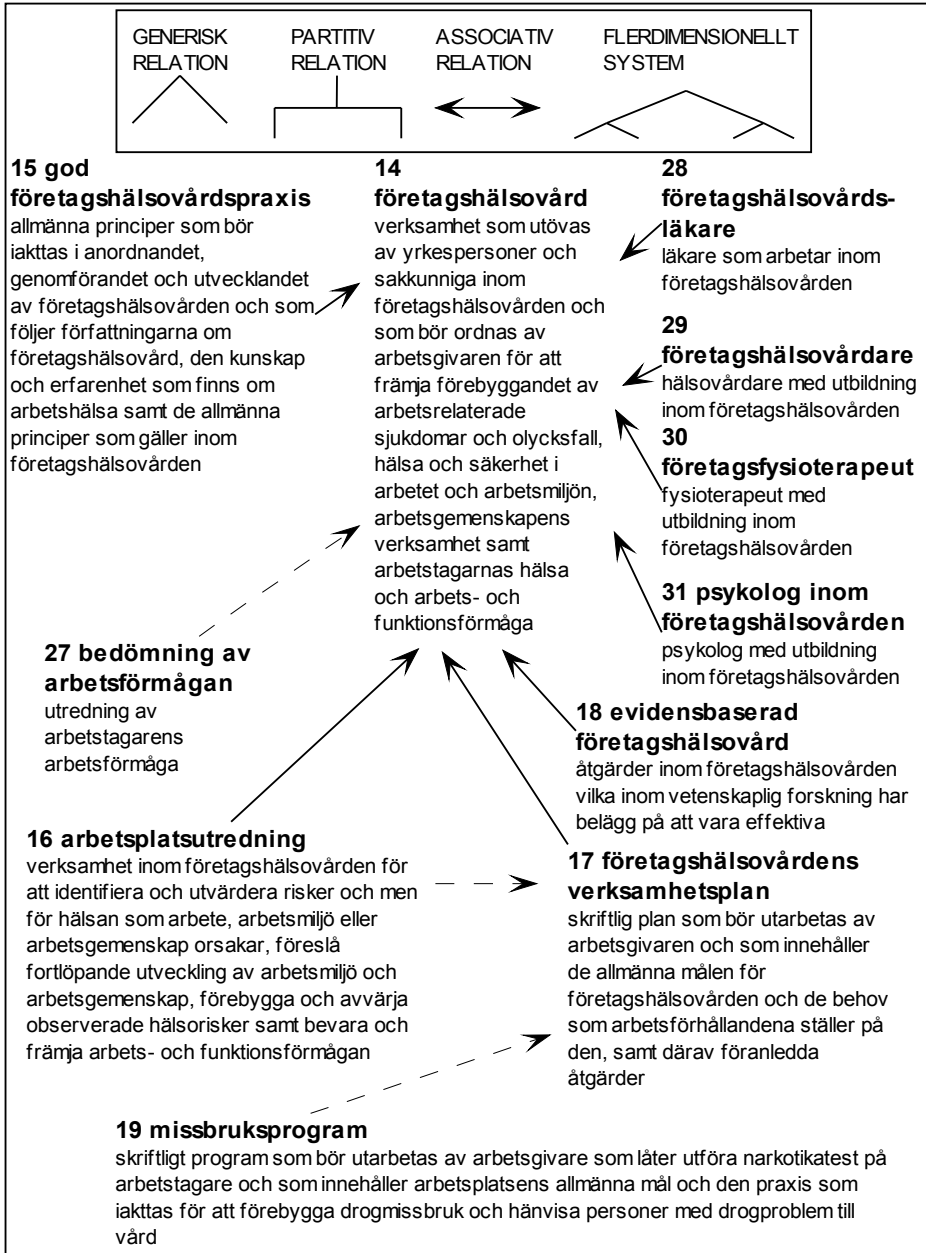 GENERISK
RELATION
PARTITIV
RELATION
ASSOCIATIV
RELATION
FLERDIMENSIONELLT
SYSTEM
15 god
företagshälsovårdspraxis
allmänna principer som bör
iakttas i anordnandet,
genomförandet och utvecklandet
av företagshälsovården och som
följer författningarna om
företagshälsovård, den kunskap
och erfarenhet som finns om
arbetshälsa samt de allmänna
principer som gäller inom
företagshälsovården
14
företagshälsovård
verksamhet som utövas
av yrkespersoner och
sakkunniga inom
företagshälsovården och
som bör ordnas av
arbetsgivaren för att
främja förebyggandet av
arbetsrelaterade
sjukdomar och olycksfall,
hälsa och säkerhet i
arbetet och arbetsmiljön,
arbetsgemenskapens
verksamhet samt
arbetstagarnas hälsa
och arbets- och
funktionsförmåga
28
företagshälsovårds-
läkare
läkare som arbetar inom
företagshälsovården
29
företagshälsovårdare
hälsovårdare med utbildning
inom företagshälsovården
30
företagsfysioterapeut
fysioterapeut med
utbildning inom
företagshälsovården
31 psykolog inom
företagshälsovården
psykolog med utbildning
inom företagshälsovården
27 bedömning av
arbetsförmågan
utredning av
arbetstagarens
arbetsförmåga
18 evidensbaserad
företagshälsovård
åtgärder inom företagshälsovården
vilka inom vetenskaplig forskning har
belägg på att vara effektiva
16 arbetsplatsutredning
verksamhet inom företagshälsovården för
att identifiera och utvärdera risker och men
för hälsan som arbete, arbetsmiljö eller
arbetsgemenskap orsakar, föreslå
fortlöpande utveckling av arbetsmiljö och
arbetsgemenskap, förebygga och avvärja
observerade hälsorisker samt bevara och
främja arbets- och funktionsförmågan
17 företagshälsovårdens
verksamhetsplan
skriftlig plan som bör utarbetas av
arbetsgivaren och som innehåller
de allmänna målen för
företagshälsovården och de behov
som arbetsförhållandena ställer på
den, samt därav föranledda
åtgärder
19 missbruksprogram
skriftligt program som bör utarbetas av arbetsgivare som låter utföra narkotikatest på
arbetstagare och som innehåller arbetsplatsens allmänna mål och den praxis som
iakttas för att förebygga drogmissbruk och hänvisa personer med drogproblem till
vård